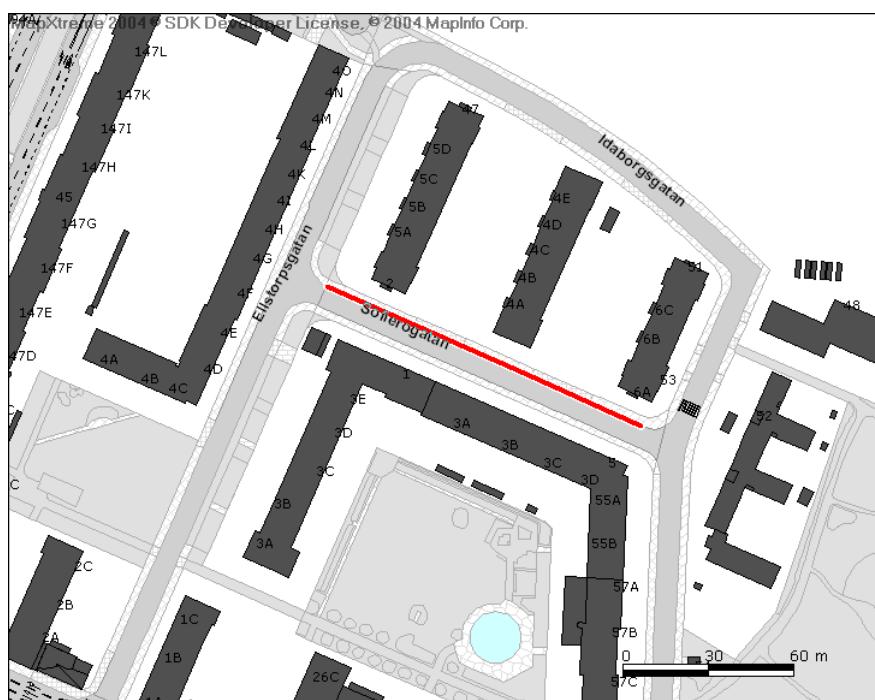 MapXtreme 2004 ® SDK Developer License, © 2004 MapInfo Corp.
147L
147K
147I
147H
45
147G
147F
147E
47D
4O
4N
4M
4L
4K
4I
4H
4G
4F
4E
4D
4C
4B
4A
Ellstorpsgatan
Idaborgsgatan
Sofierogatan
47
5D
5C
5B
5A
2
4E
4D
4C
4B
4A
51
6C
6B
6A
53
48
52
1
3A
3B
3C
3D
5
3E
3D
3C
3B
3A
55A
55B
57A
57B
57C
2C
2B
2A
1C
1B
1A
26C
C
0 30 60 m